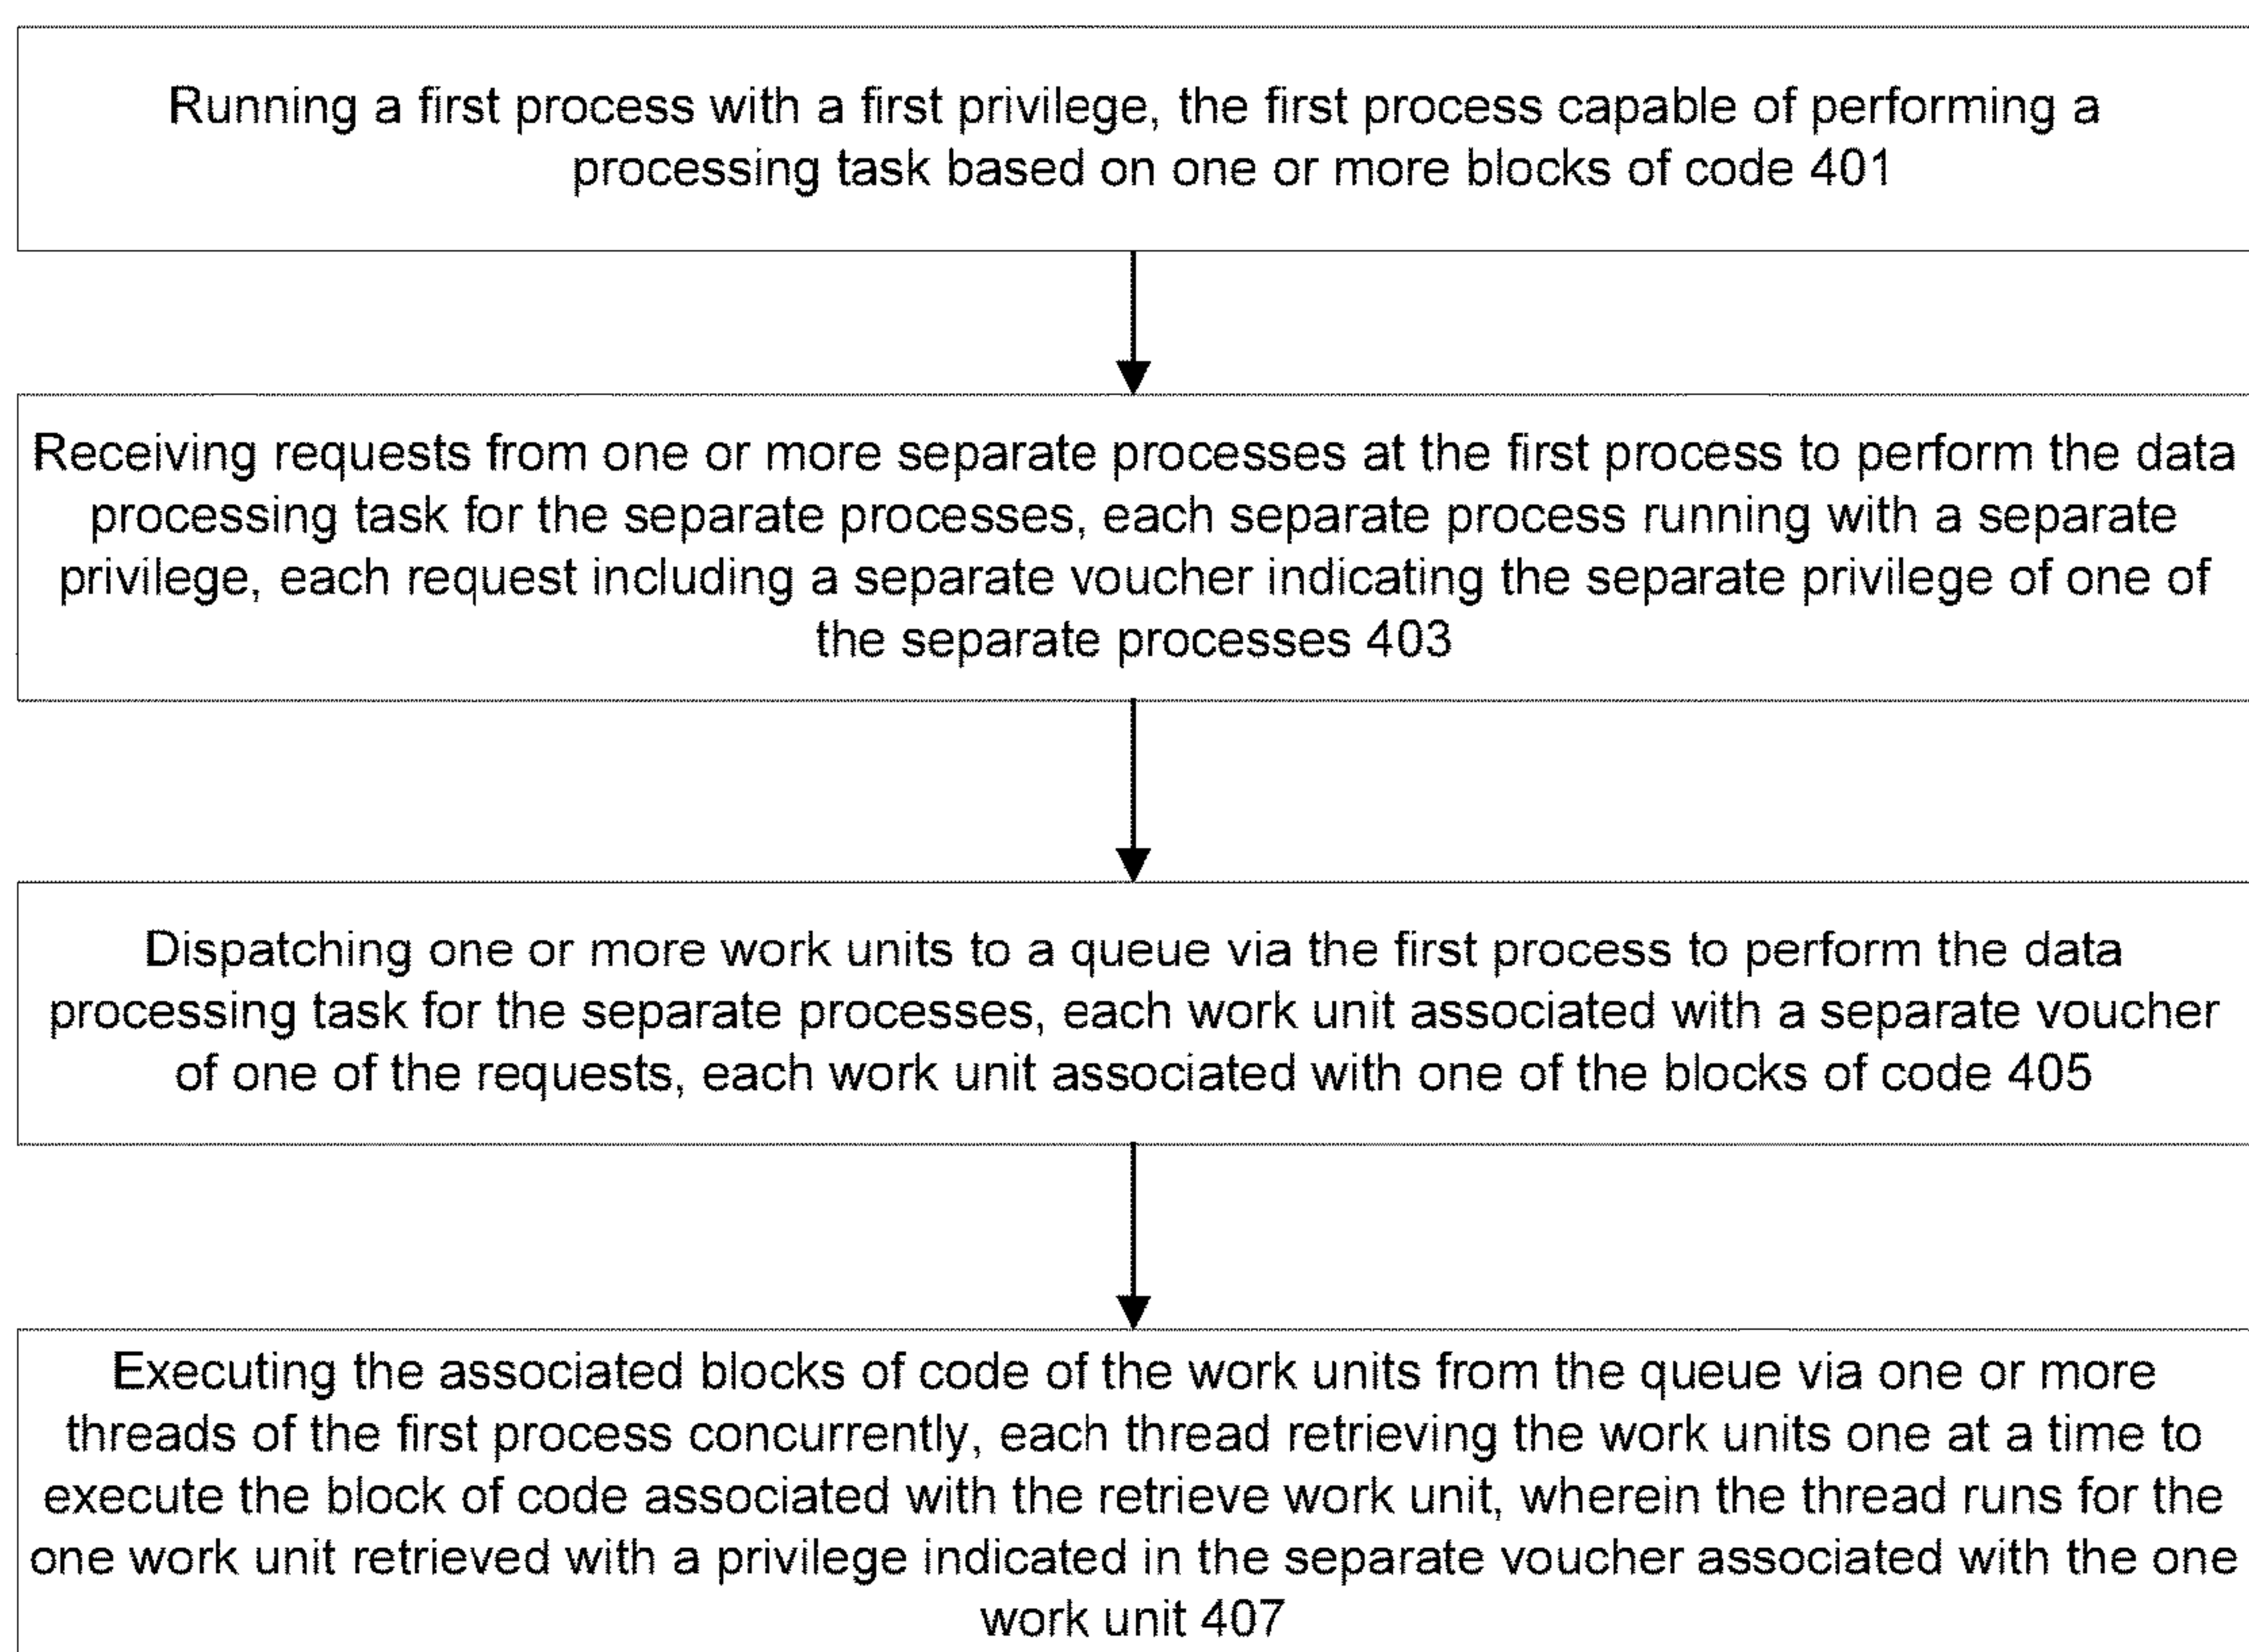 Running a first process with a first privilege, the first process capable of performing a
processing task based on one or more blocks of code 401
Receiving requests from one or more separate processes at the first process to perform the data
processing task for the separate processes, each separate process running with a separate
privilege, each request including a separate voucher indicating the separate privilege of one of
the separate processes 403
Dispatching one or more work units to a queue via the first process to perform the data
processing task for the separate processes, each work unit associated with a separate voucher
of one of the requests, each work unit associated with one of the blocks of code 405
Executing the associated blocks of code of the work units from the queue via one or more
threads of the first process concurrently, each thread retrieving the work units one at a time to
execute the block of code associated with the retrieve work unit, wherein the thread runs for the
one work unit retrieved with a privilege indicated in the separate voucher associated with the one
work unit 407